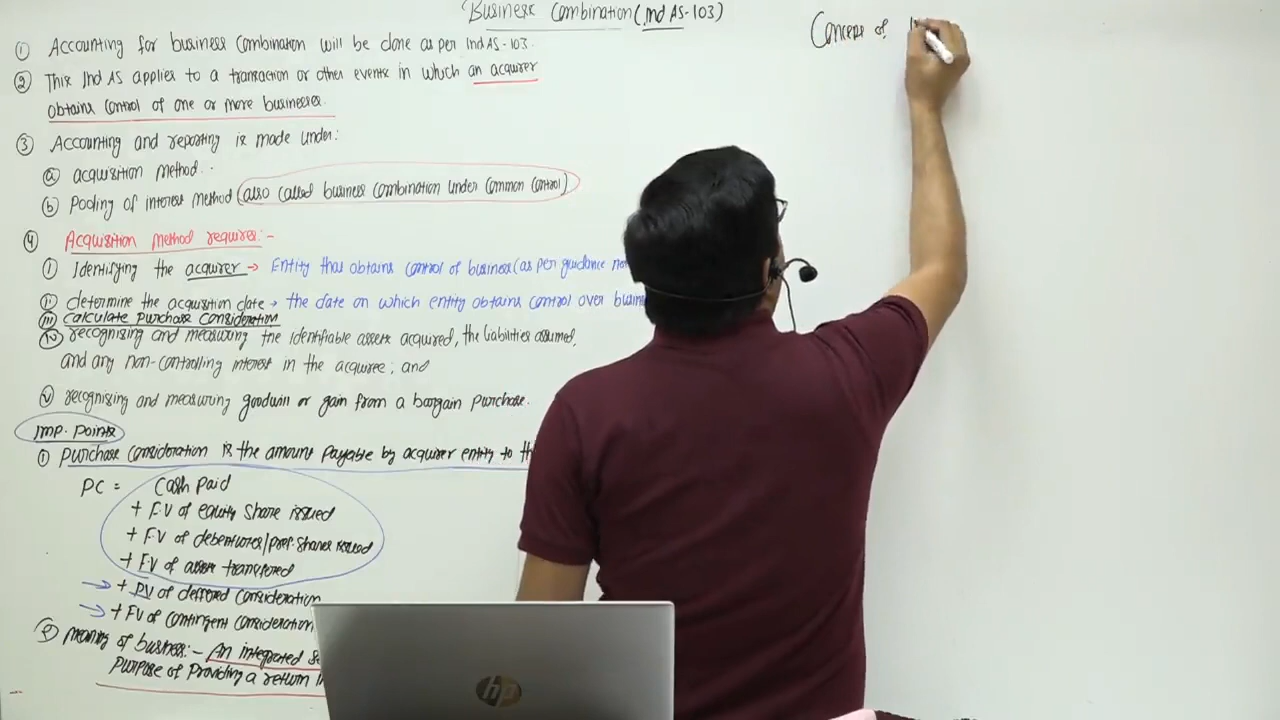 Business Combination (Ind AS-103)
① Accounting for business combination will be done as per Ind AS-103.
② This Ind AS applies to a transaction or other events in which an acquirer
obtains control of one or more businesses.
③ Accounting and reporting is made under:
ⓐ acquisition method.
ⓑ Pooling of interest method (also called business combination under common control)
④ Acquisition method requires:-
ⓘ Identifying the acquirer → Entity that obtains control of business (as per guidance
ⓘⓘ determine the acquisition date → the date on which entity obtains control over
ⓘⓘⓘ calculate purchase consideration
ⓘⓥ recognising and measuring the identifiable assets acquired, the liabilities assumed,
and any non-controlling interest in the acquiree; and
ⓥ recognising and measuring goodwill or gain from a bargain purchase.
Imp. Points
① Purchase consideration is the amount payable by acquirer entity to
PC = Cash paid
+ F.V of equity share issued
+ F.V of debentures/pref. shares issued
+ F.V of assets transferred
→ + PV of deffered consideration
→ + FV of contingent consideration
② Meaning of business:- An integrated
purpose of providing a return
Concept of
hp